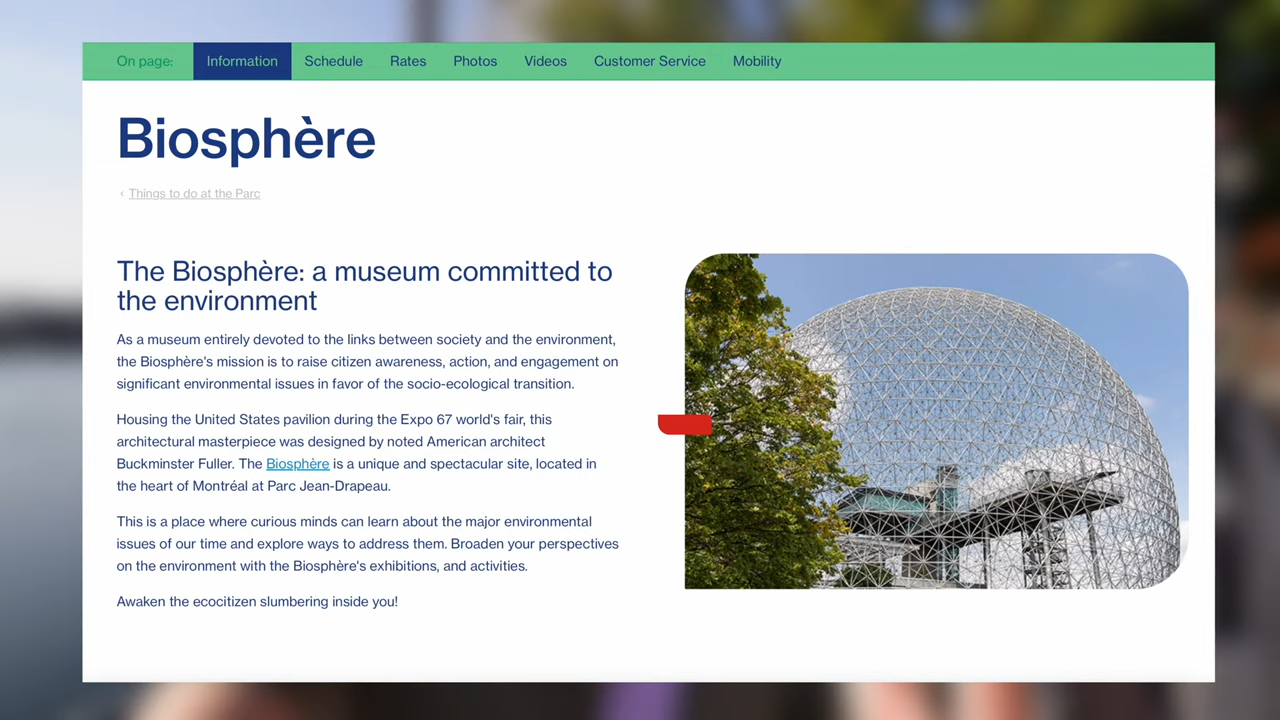 On page: Information Schedule Rates Photos Videos Customer Service Mobility
Biosphère
‹ Things to do at the Parc
The Biosphère: a museum committed to
the environment
As a museum entirely devoted to the links between society and the environment,
the Biosphère's mission is to raise citizen awareness, action, and engagement on
significant environmental issues in favor of the socio-ecological transition.
Housing the United States pavilion during the Expo 67 world's fair, this
architectural masterpiece was designed by noted American architect
Buckminster Fuller. The Biosphère is a unique and spectacular site, located in
the heart of Montréal at Parc Jean-Drapeau.
This is a place where curious minds can learn about the major environmental
issues of our time and explore ways to address them. Broaden your perspectives
on the environment with the Biosphère's exhibitions, and activities.
Awaken the ecocitizen slumbering inside you!